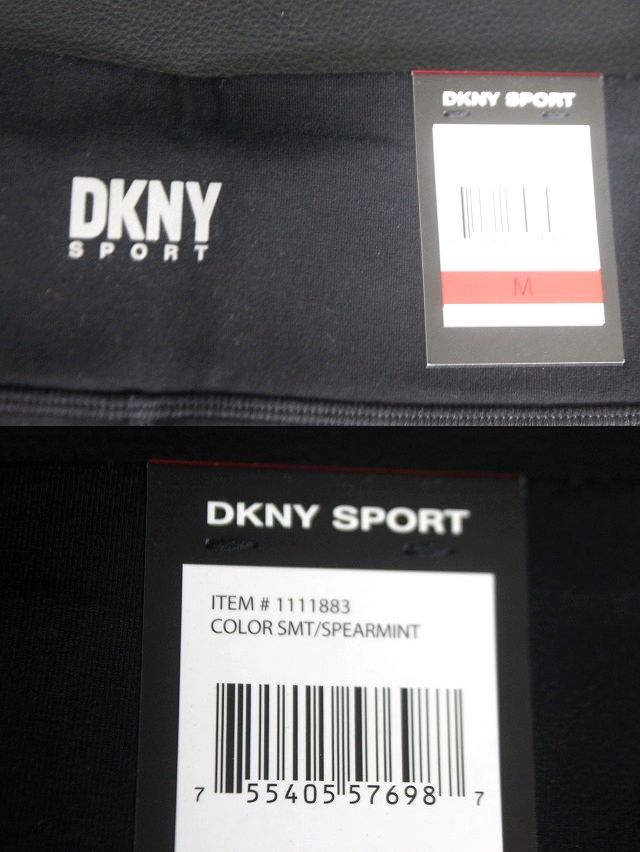 DKNY SPORT
DKNY
SPORT
M
DKNY SPORT
ITEM # 1111883
COLOR SMT/SPEARMINT
7 55405 57698 7